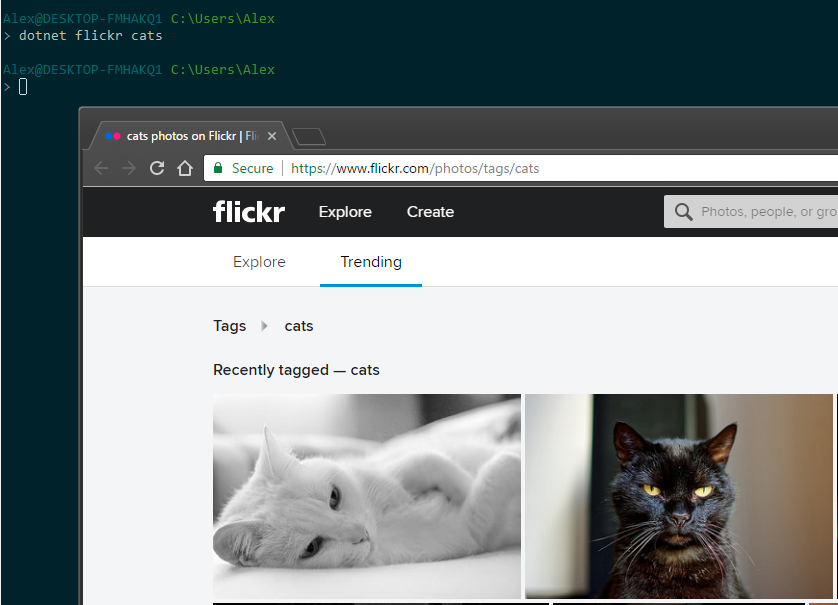 Alex@DESKTOP-FMHAKQ1 C:\Users\Alex
> dotnet flickr cats
Alex@DESKTOP-FMHAKQ1 C:\Users\Alex
>
cats photos on Flickr | Fli
Secure https://www.flickr.com/photos/tags/cats
flickr Explore Create Photos, people, or gro
Explore Trending
Tags cats
Recently tagged — cats